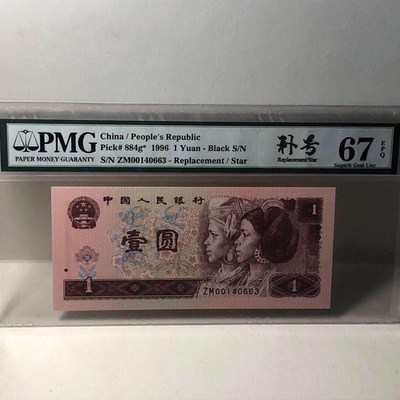 PMG
PAPER MONEY GUARANTY
China / People's Republic
Pick# 884g* 1996 1 Yuan - Black S/N
S/N ZM00140663 - Replacement / Star
补号
Replacement/Star
67 EPQ
Superb Gem Unc
中国人民银行
壹圆
1
1
1
ZM00140663